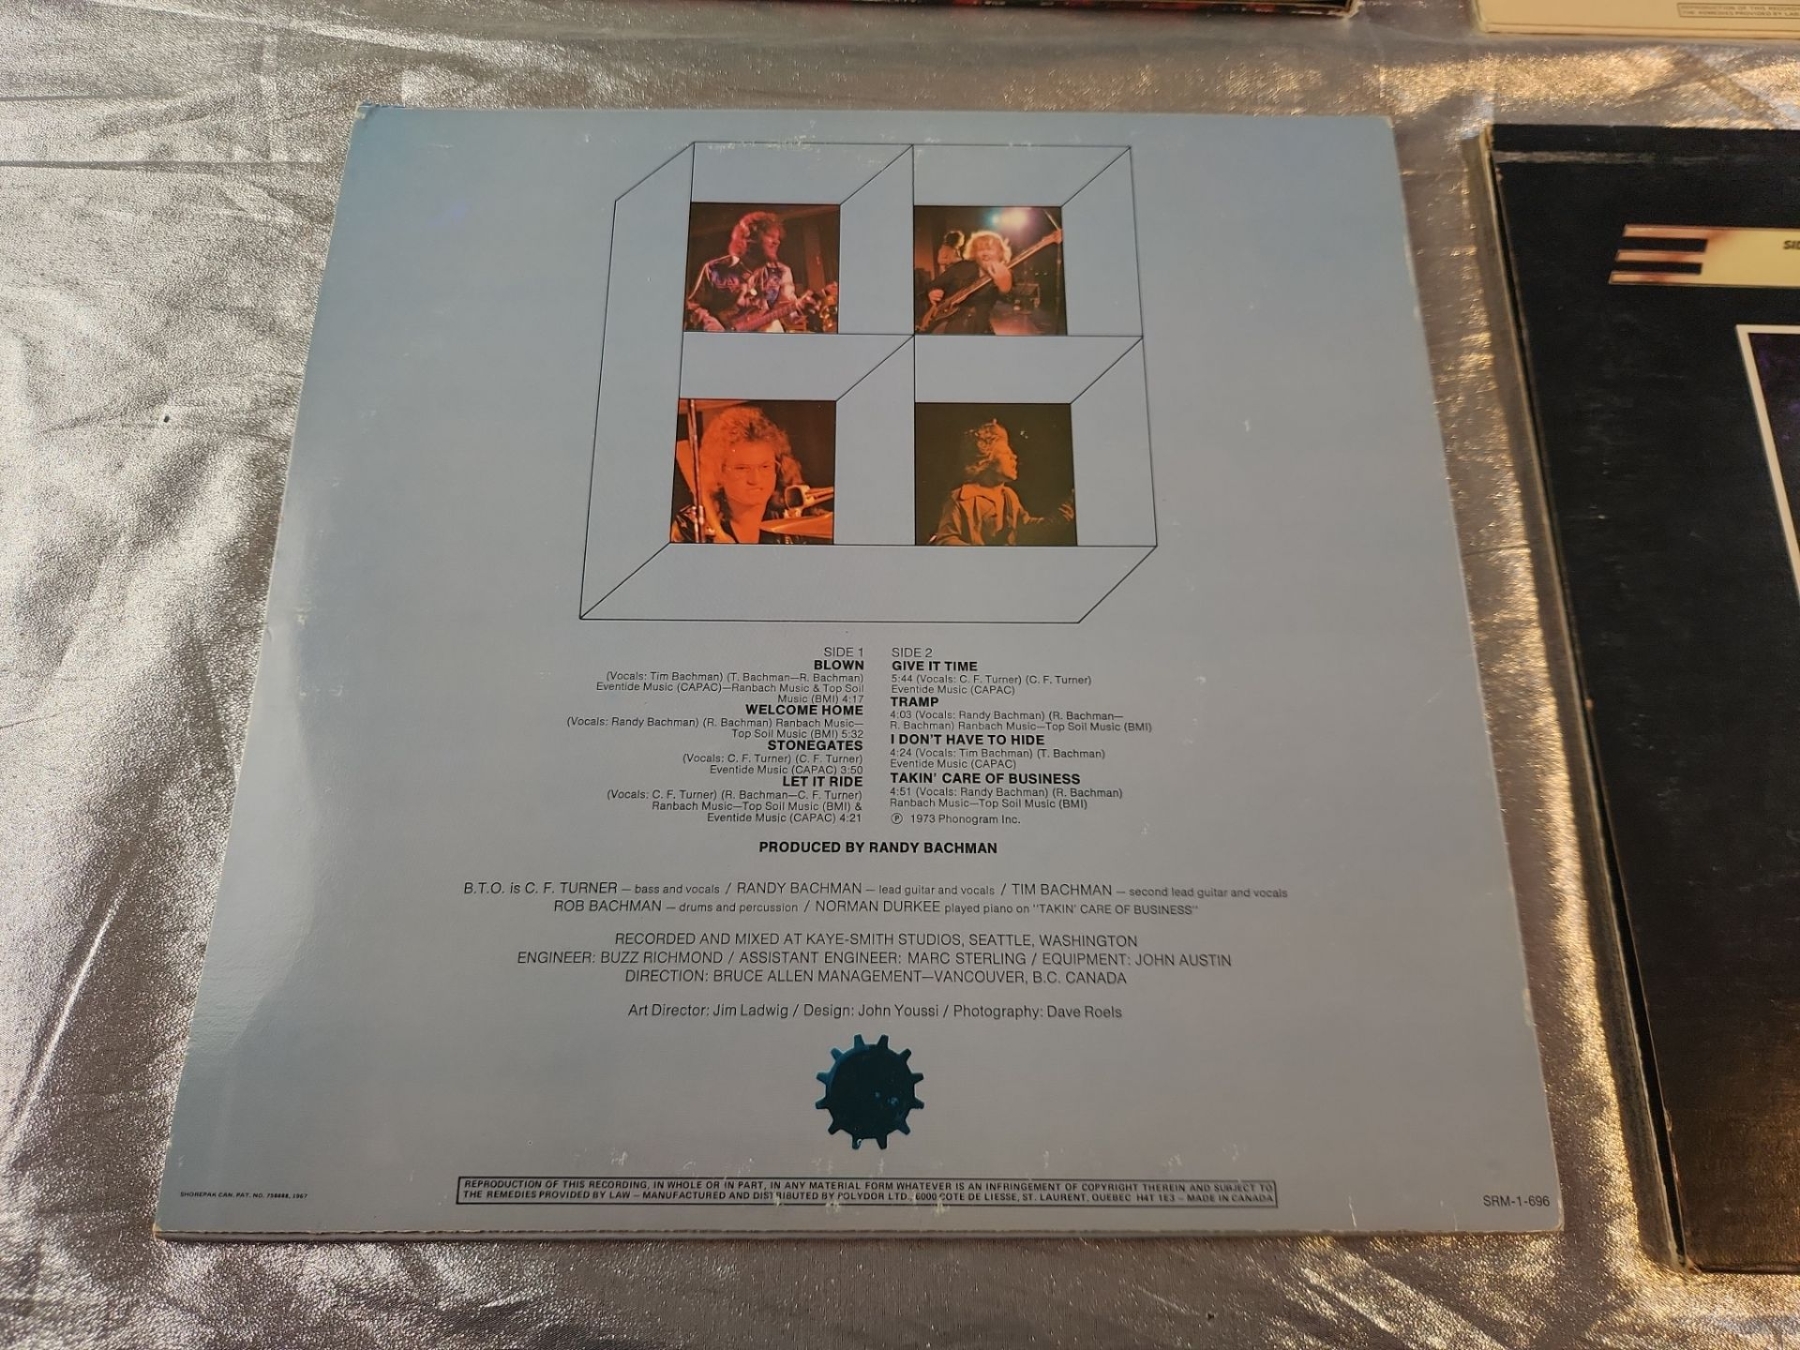 SIDE 1
BLOWN
(Vocals: Tim Bachman) (T. Bachman—R. Bachman)
Eventide Music (CAPAC)—Ranbach Music & Top Soil
Music (BMI) 4:17
WELCOME HOME
(Vocals: Randy Bachman) (R. Bachman) Ranbach Music—
Top Soil Music (BMI) 5:32
STONEGATES
(Vocals: C. F. Turner) (C. F. Turner)
Eventide Music (CAPAC) 3:50
LET IT RIDE
(Vocals: C. F. Turner) (R. Bachman—C. F. Turner)
Ranbach Music—Top Soil Music (BMI) &
Eventide Music (CAPAC) 4:21
SIDE 2
GIVE IT TIME
5:44 (Vocals: C. F. Turner) (C. F. Turner)
Eventide Music (CAPAC)
TRAMP
4:03 (Vocals: Randy Bachman) (R. Bachman—
R. Bachman) Ranbach Music—Top Soil Music (BMI)
I DON'T HAVE TO HIDE
4:24 (Vocals: Tim Bachman) (T. Bachman)
Eventide Music (CAPAC)
TAKIN' CARE OF BUSINESS
4:51 (Vocals: Randy Bachman) (R. Bachman)
Ranbach Music—Top Soil Music (BMI)
℗ 1973 Phonogram Inc.
PRODUCED BY RANDY BACHMAN
B.T.O. is C. F. TURNER — bass and vocals / RANDY BACHMAN — lead guitar and vocals / TIM BACHMAN — second lead guitar and vocals
ROB BACHMAN — drums and percussion / NORMAN DURKEE played piano on "TAKIN' CARE OF BUSINESS"
RECORDED AND MIXED AT KAYE-SMITH STUDIOS, SEATTLE, WASHINGTON
ENGINEER: BUZZ RICHMOND / ASSISTANT ENGINEER: MARC STERLING / EQUIPMENT: JOHN AUSTIN
DIRECTION: BRUCE ALLEN MANAGEMENT—VANCOUVER, B.C. CANADA
Art Director: Jim Ladwig / Design: John Youssi / Photography: Dave Roels
REPRODUCTION OF THIS RECORDING, IN WHOLE OR IN PART, IN ANY MATERIAL FORM WHATEVER IS AN INFRINGEMENT OF COPYRIGHT THEREIN AND SUBJECT TO
THE REMEDIES PROVIDED BY LAW — MANUFACTURED AND DISTRIBUTED BY POLYDOR LTD. 6000 COTE DE LIESSE, ST. LAURENT, QUEBEC H4T 1E3 — MADE IN CANADA
SHOREPAK CAN. PAT. NO. 1967
SRM-1-696